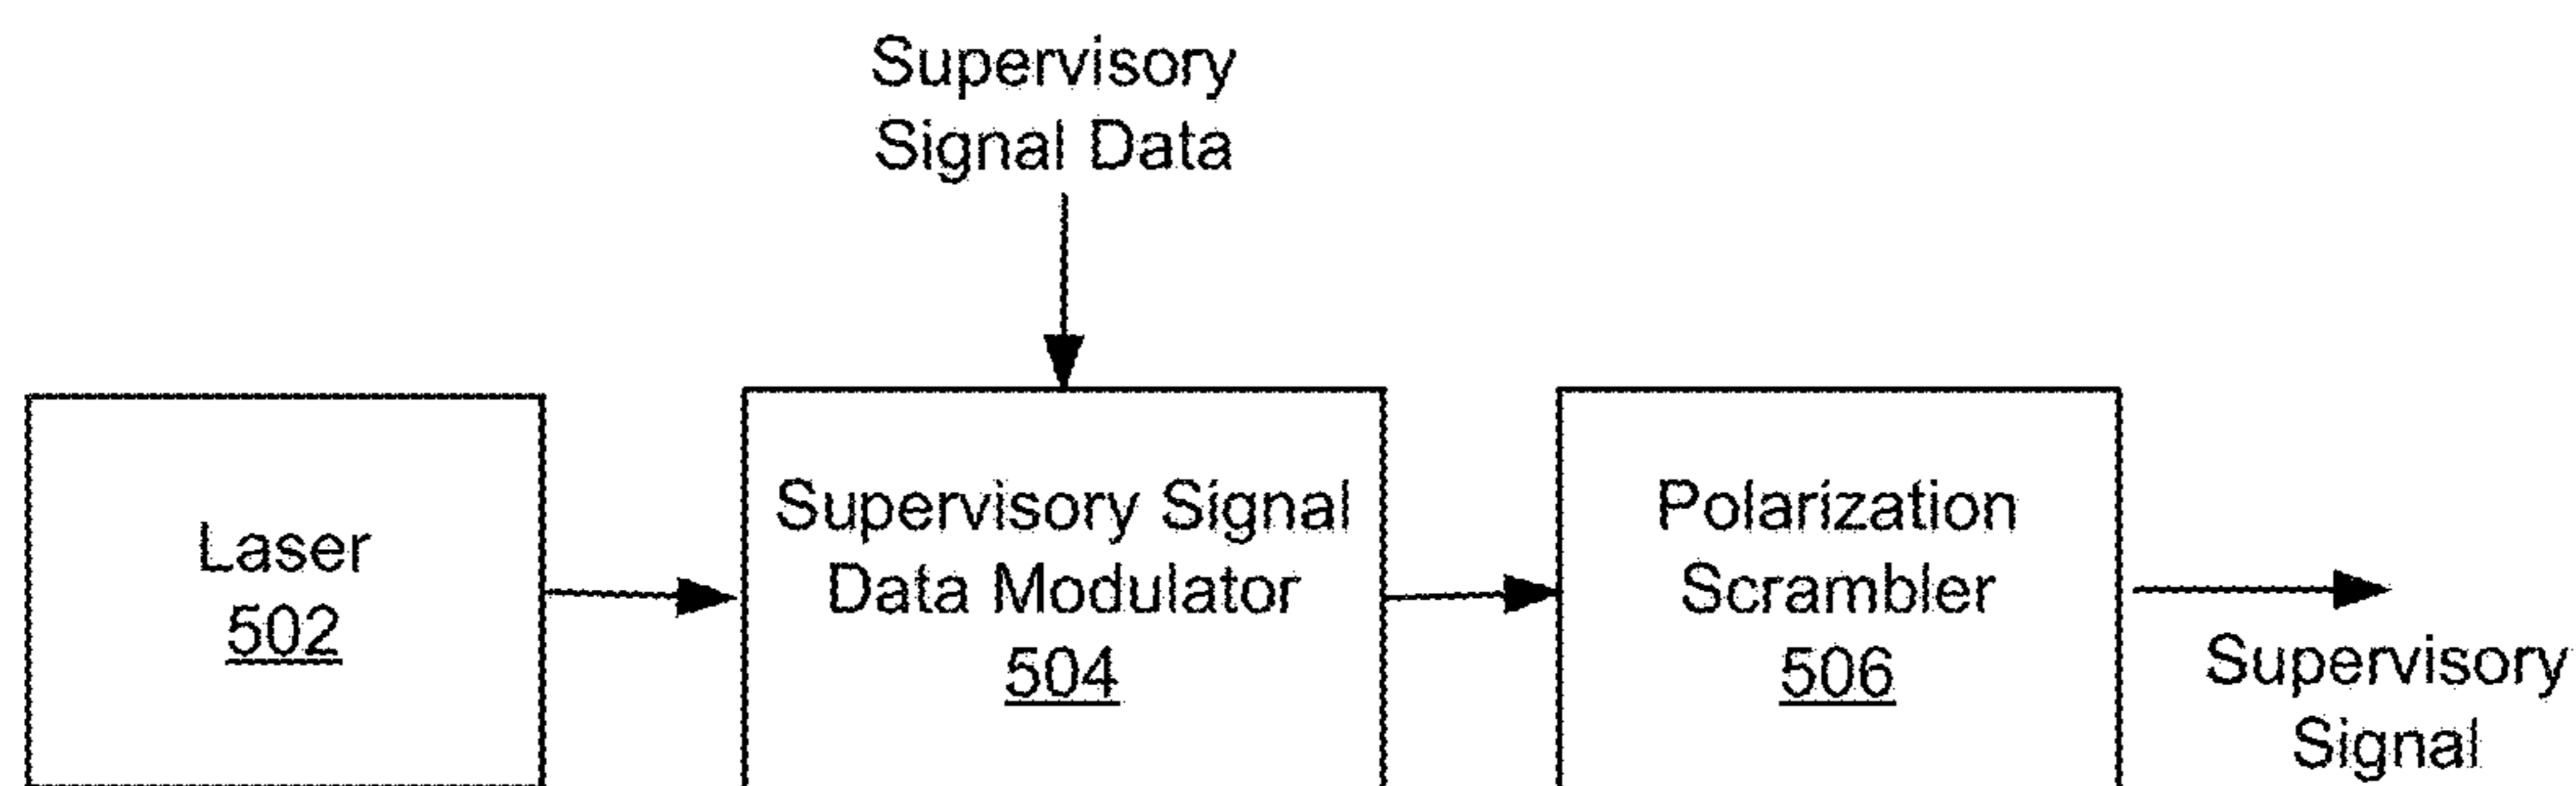 Supervisory
Signal Data
Laser
502
Supervisory Signal
Data Modulator
504
Polarization
Scrambler
506
Supervisory
Signal